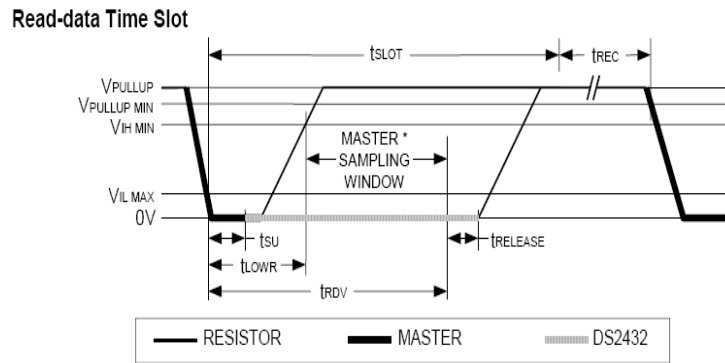 Read-data Time Slot
tSLOT
tREC
VPULLUP
VPULLUP MIN
VIH MIN
MASTER *
SAMPLING
WINDOW
VIL MAX
0V
tSU
tRELEASE
tLOWR
tRDV
RESISTOR MASTER DS2432